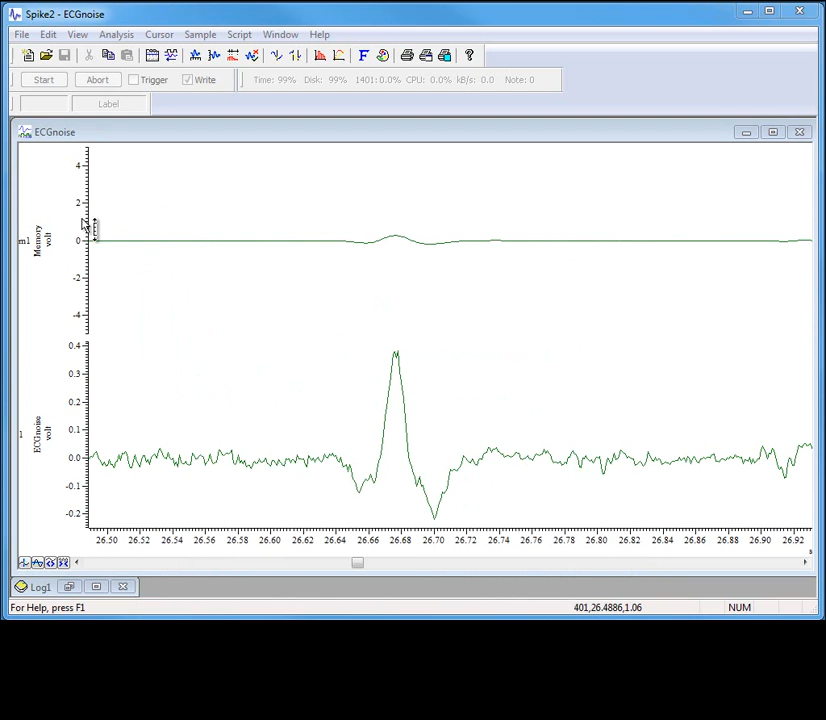 Spike2 - ECGnoise
File Edit View Analysis Cursor Sample Script Window Help
Start Abort Trigger Write Time: 99% Disk: 99% 1401: 0.0% CPU: 0.0% kB/s: 0.0 Note: 0
Label
ECGnoise
4
2
m1 Memory volt 0
-2
-4
0.4
0.3
0.2
0.1
1 ECGnoise volt
0.0
-0.1
-0.2
26.50 26.52 26.54 26.56 26.58 26.60 26.62 26.64 26.66 26.68 26.70 26.72 26.74 26.76 26.78 26.80 26.82 26.84 26.86 26.88 26.90 26.92
s
Log1
For Help, press F1 401,26.4886,1.06 NUM